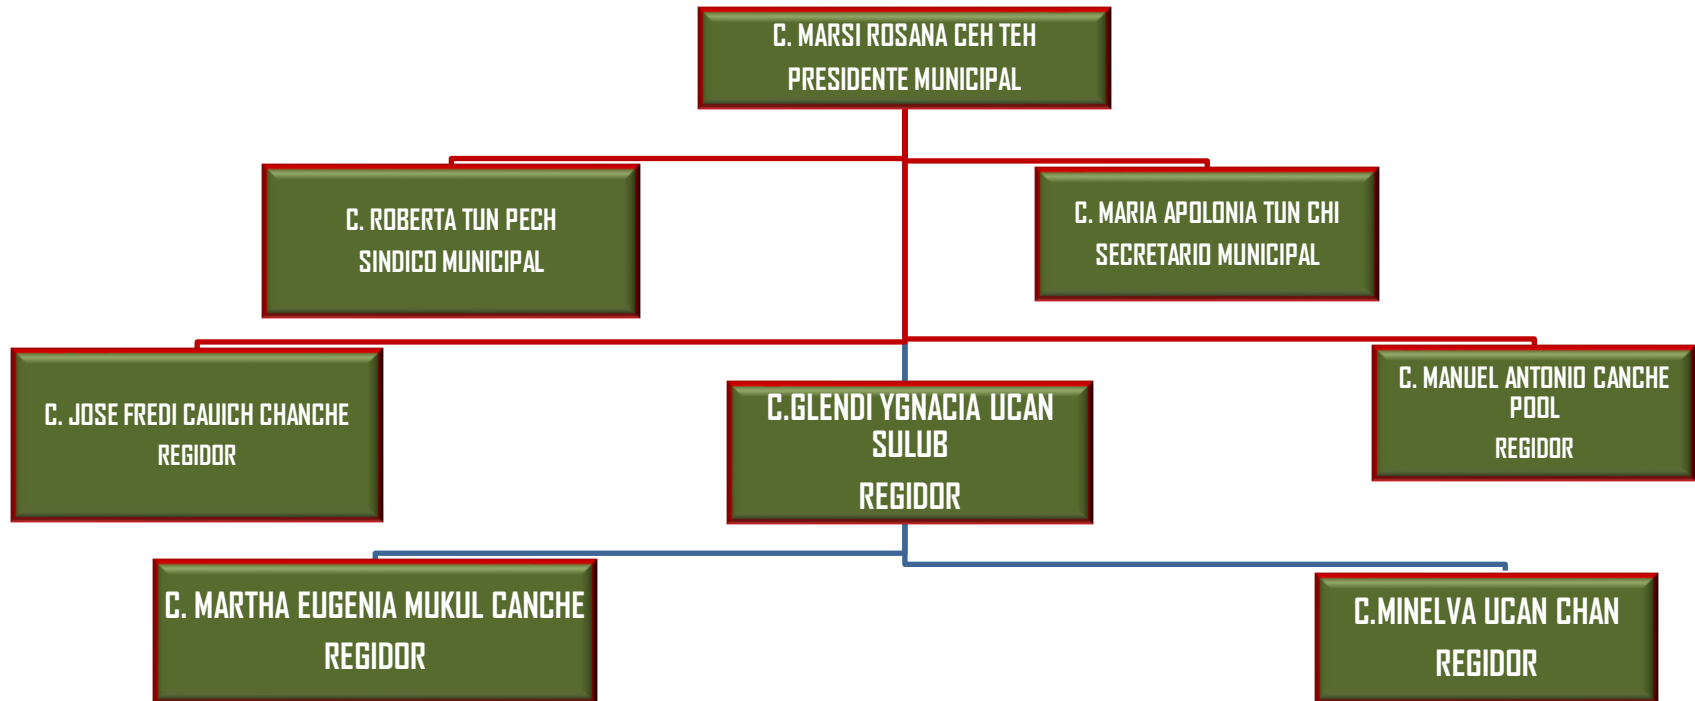 C. MARSI ROSANA CEH TEH
PRESIDENTE MUNICIPAL
C. ROBERTA TUN PECH
SINDICO MUNICIPAL
C. MARIA APOLONIA TUN CHI
SECRETARIO MUNICIPAL
C. JOSE FREDI CAUICH CHANCHE
REGIDOR
C.GLENDI YGNACIA UCAN
SULUB
REGIDOR
C. MANUEL ANTONIO CANCHE
POOL
REGIDOR
C. MARTHA EUGENIA MUKUL CANCHE
REGIDOR
C.MINELVA UCAN CHAN
REGIDOR